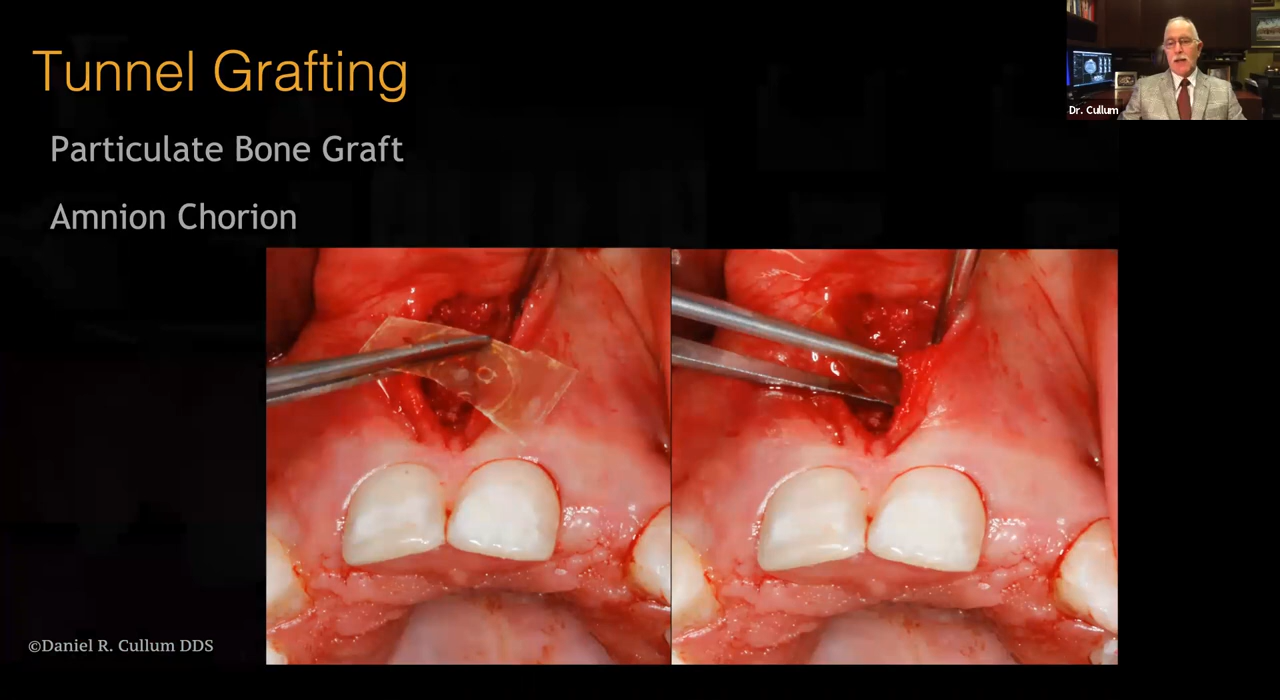 Tunnel Grafting
Dr. Cullum
Particulate Bone Graft
Amnion Chorion
©Daniel R. Cullum DDS